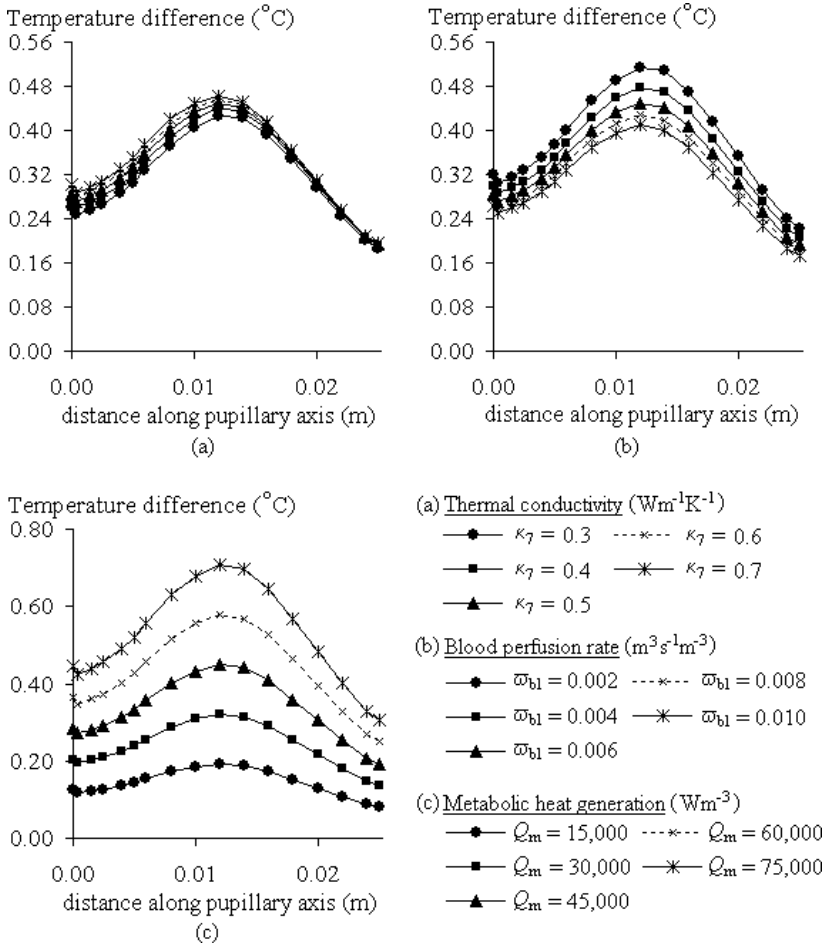 Temperature difference (°C)
0.56
0.48
0.40
0.32
0.24
0.16
0.08
0.00
0.00 0.01 0.02
distance along pupillary axis (m)
(a)
Temperature difference (°C)
0.56
0.48
0.40
0.32
0.24
0.16
0.08
0.00
0.00 0.01 0.02
distance along pupillary axis (m)
(b)
Temperature difference (°C)
0.80
0.60
0.40
0.20
0.00
0.00 0.01 0.02
distance along pupillary axis (m)
(c)
(a) Thermal conductivity (Wm⁻¹K⁻¹)
κ₇ = 0.3 κ₇ = 0.6
κ₇ = 0.4 κ₇ = 0.7
κ₇ = 0.5
(b) Blood perfusion rate (m³s⁻¹m⁻³)
ϖbl = 0.002 ϖbl = 0.008
ϖbl = 0.004 ϖbl = 0.010
ϖbl = 0.006
(c) Metabolic heat generation (Wm⁻³)
Qm = 15,000 Qm = 60,000
Qm = 30,000 Qm = 75,000
Qm = 45,000